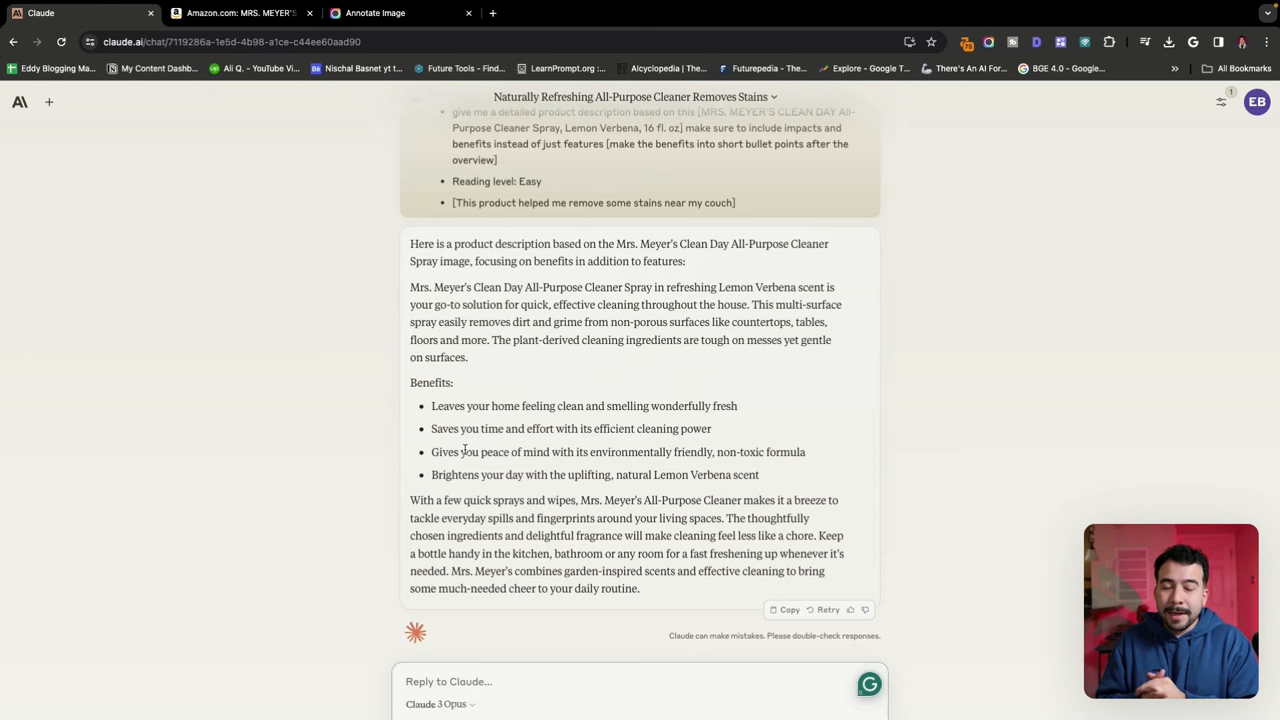 Claude
Amazon.com: MRS. MEYER'S
Annotate Image
claude.ai/chat/7119286a-1e5d-4b98-a1ce-c44ee60aad90
Eddy Blogging Ma...
My Content Dashb...
Ali Q. - YouTube Vi...
Nischal Basnet yt t...
Future Tools - Find...
LearnPrompt.org :...
AIcyclopedia | The...
Futurepedia - The...
Explore - Google T...
There's An AI For...
BGE 4.0 - Google...
All Bookmarks
Naturally Refreshing All-Purpose Cleaner Removes Stains
1
EB
give me a detailed product description based on this [MRS. MEYER'S CLEAN DAY All-
Purpose Cleaner Spray, Lemon Verbena, 16 fl. oz] make sure to include impacts and
benefits instead of just features [make the benefits into short bullet points after the
overview]
• Reading level: Easy
• [This product helped me remove some stains near my couch]
Here is a product description based on the Mrs. Meyer's Clean Day All-Purpose Cleaner
Spray image, focusing on benefits in addition to features:
Mrs. Meyer's Clean Day All-Purpose Cleaner Spray in refreshing Lemon Verbena scent is
your go-to solution for quick, effective cleaning throughout the house. This multi-surface
spray easily removes dirt and grime from non-porous surfaces like countertops, tables,
floors and more. The plant-derived cleaning ingredients are tough on messes yet gentle
on surfaces.
Benefits:
• Leaves your home feeling clean and smelling wonderfully fresh
• Saves you time and effort with its efficient cleaning power
• Gives you peace of mind with its environmentally friendly, non-toxic formula
• Brightens your day with the uplifting, natural Lemon Verbena scent
With a few quick sprays and wipes, Mrs. Meyer's All-Purpose Cleaner makes it a breeze to
tackle everyday spills and fingerprints around your living spaces. The thoughtfully
chosen ingredients and delightful fragrance will make cleaning feel less like a chore. Keep
a bottle handy in the kitchen, bathroom or any room for a fast freshening up whenever it's
needed. Mrs. Meyer's combines garden-inspired scents and effective cleaning to bring
some much-needed cheer to your daily routine.
Copy Retry
Claude can make mistakes. Please double-check responses.
Reply to Claude...
Claude 3 Opus